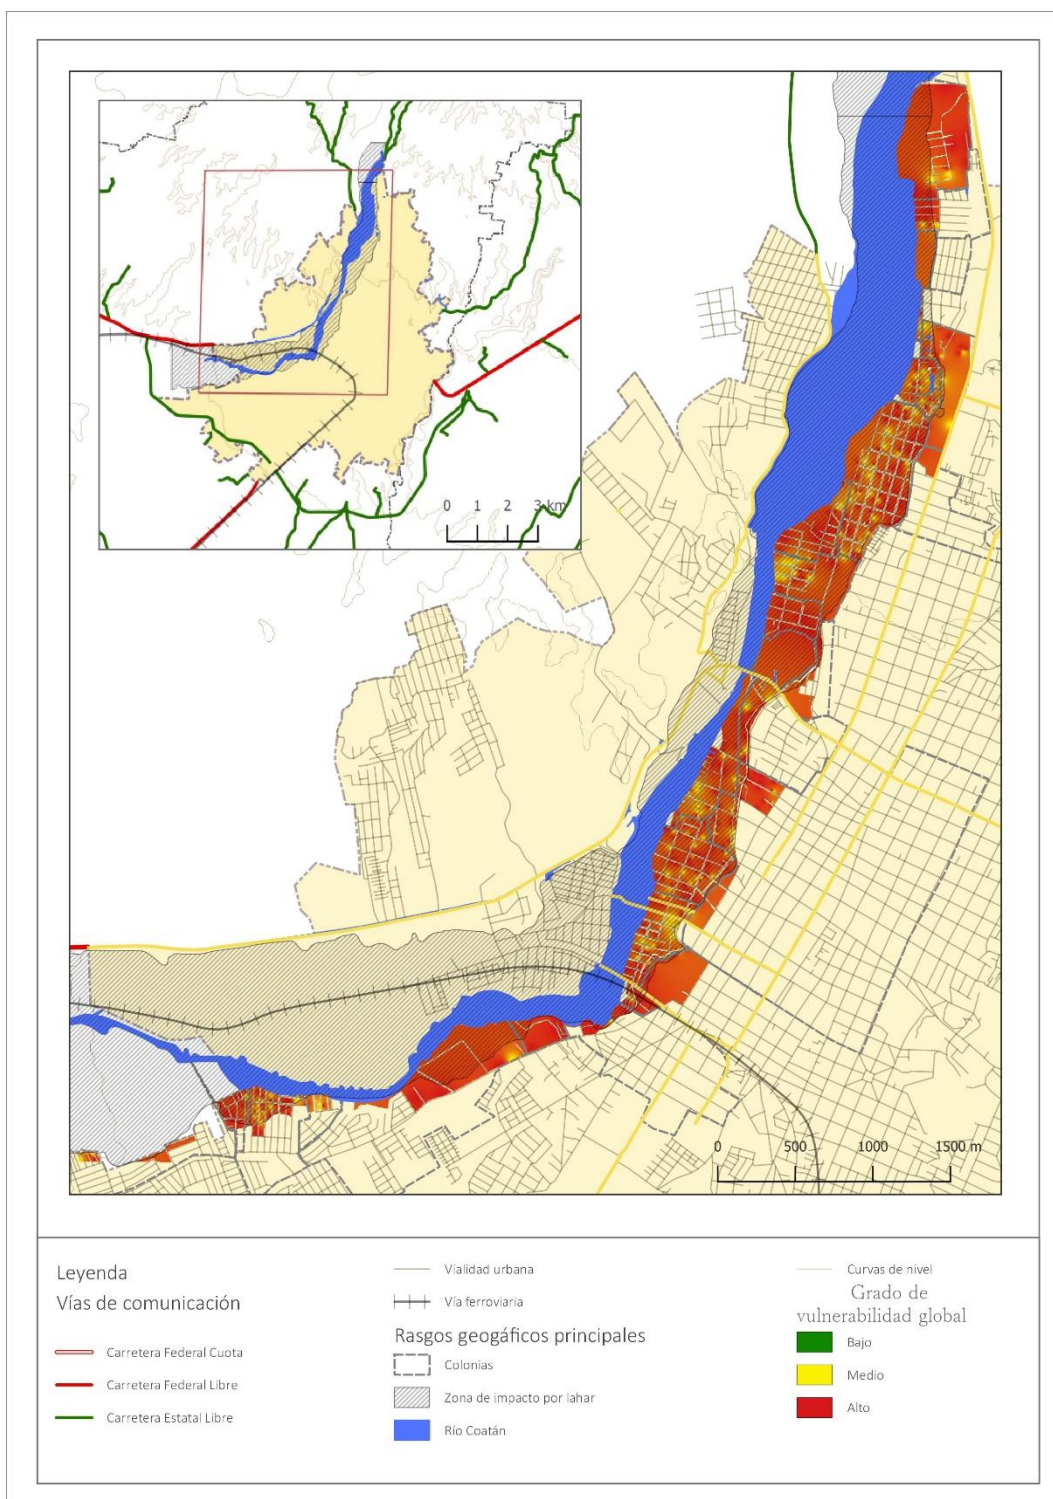 0 1 2 3 km
0 500 1000 1500 m
Leyenda
Vías de comunicación
Carretera Federal Cuota
Carretera Federal Libre
Carretera Estatal Libre
Vialidad urbana
Vía ferroviaria
Rasgos geogáficos principales
Colonias
Zona de impacto por lahar
Río Coatán
Curvas de nivel
Grado de
vulnerabilidad global
Bajo
Medio
Alto